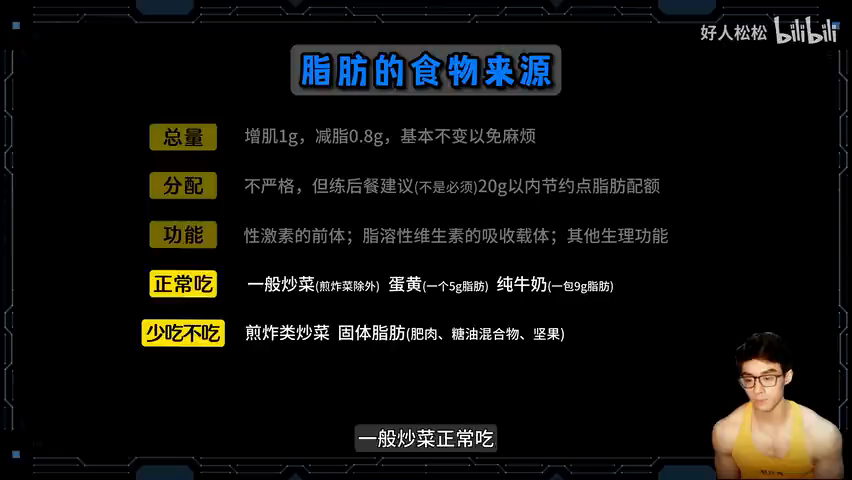 好人松松 bilibili
脂肪的食物来源
总量 增肌1g，减脂0.8g，基本不变以免麻烦
分配 不严格，但练后餐建议(不是必须)20g以内节约点脂肪配额
功能 性激素的前体；脂溶性维生素的吸收载体；其他生理功能
正常吃 一般炒菜(煎炸菜除外) 蛋黄(一个5g脂肪) 纯牛奶(一包9g脂肪)
少吃不吃 煎炸类炒菜 固体脂肪(肥肉、糖油混合物、坚果)
一般炒菜正常吃